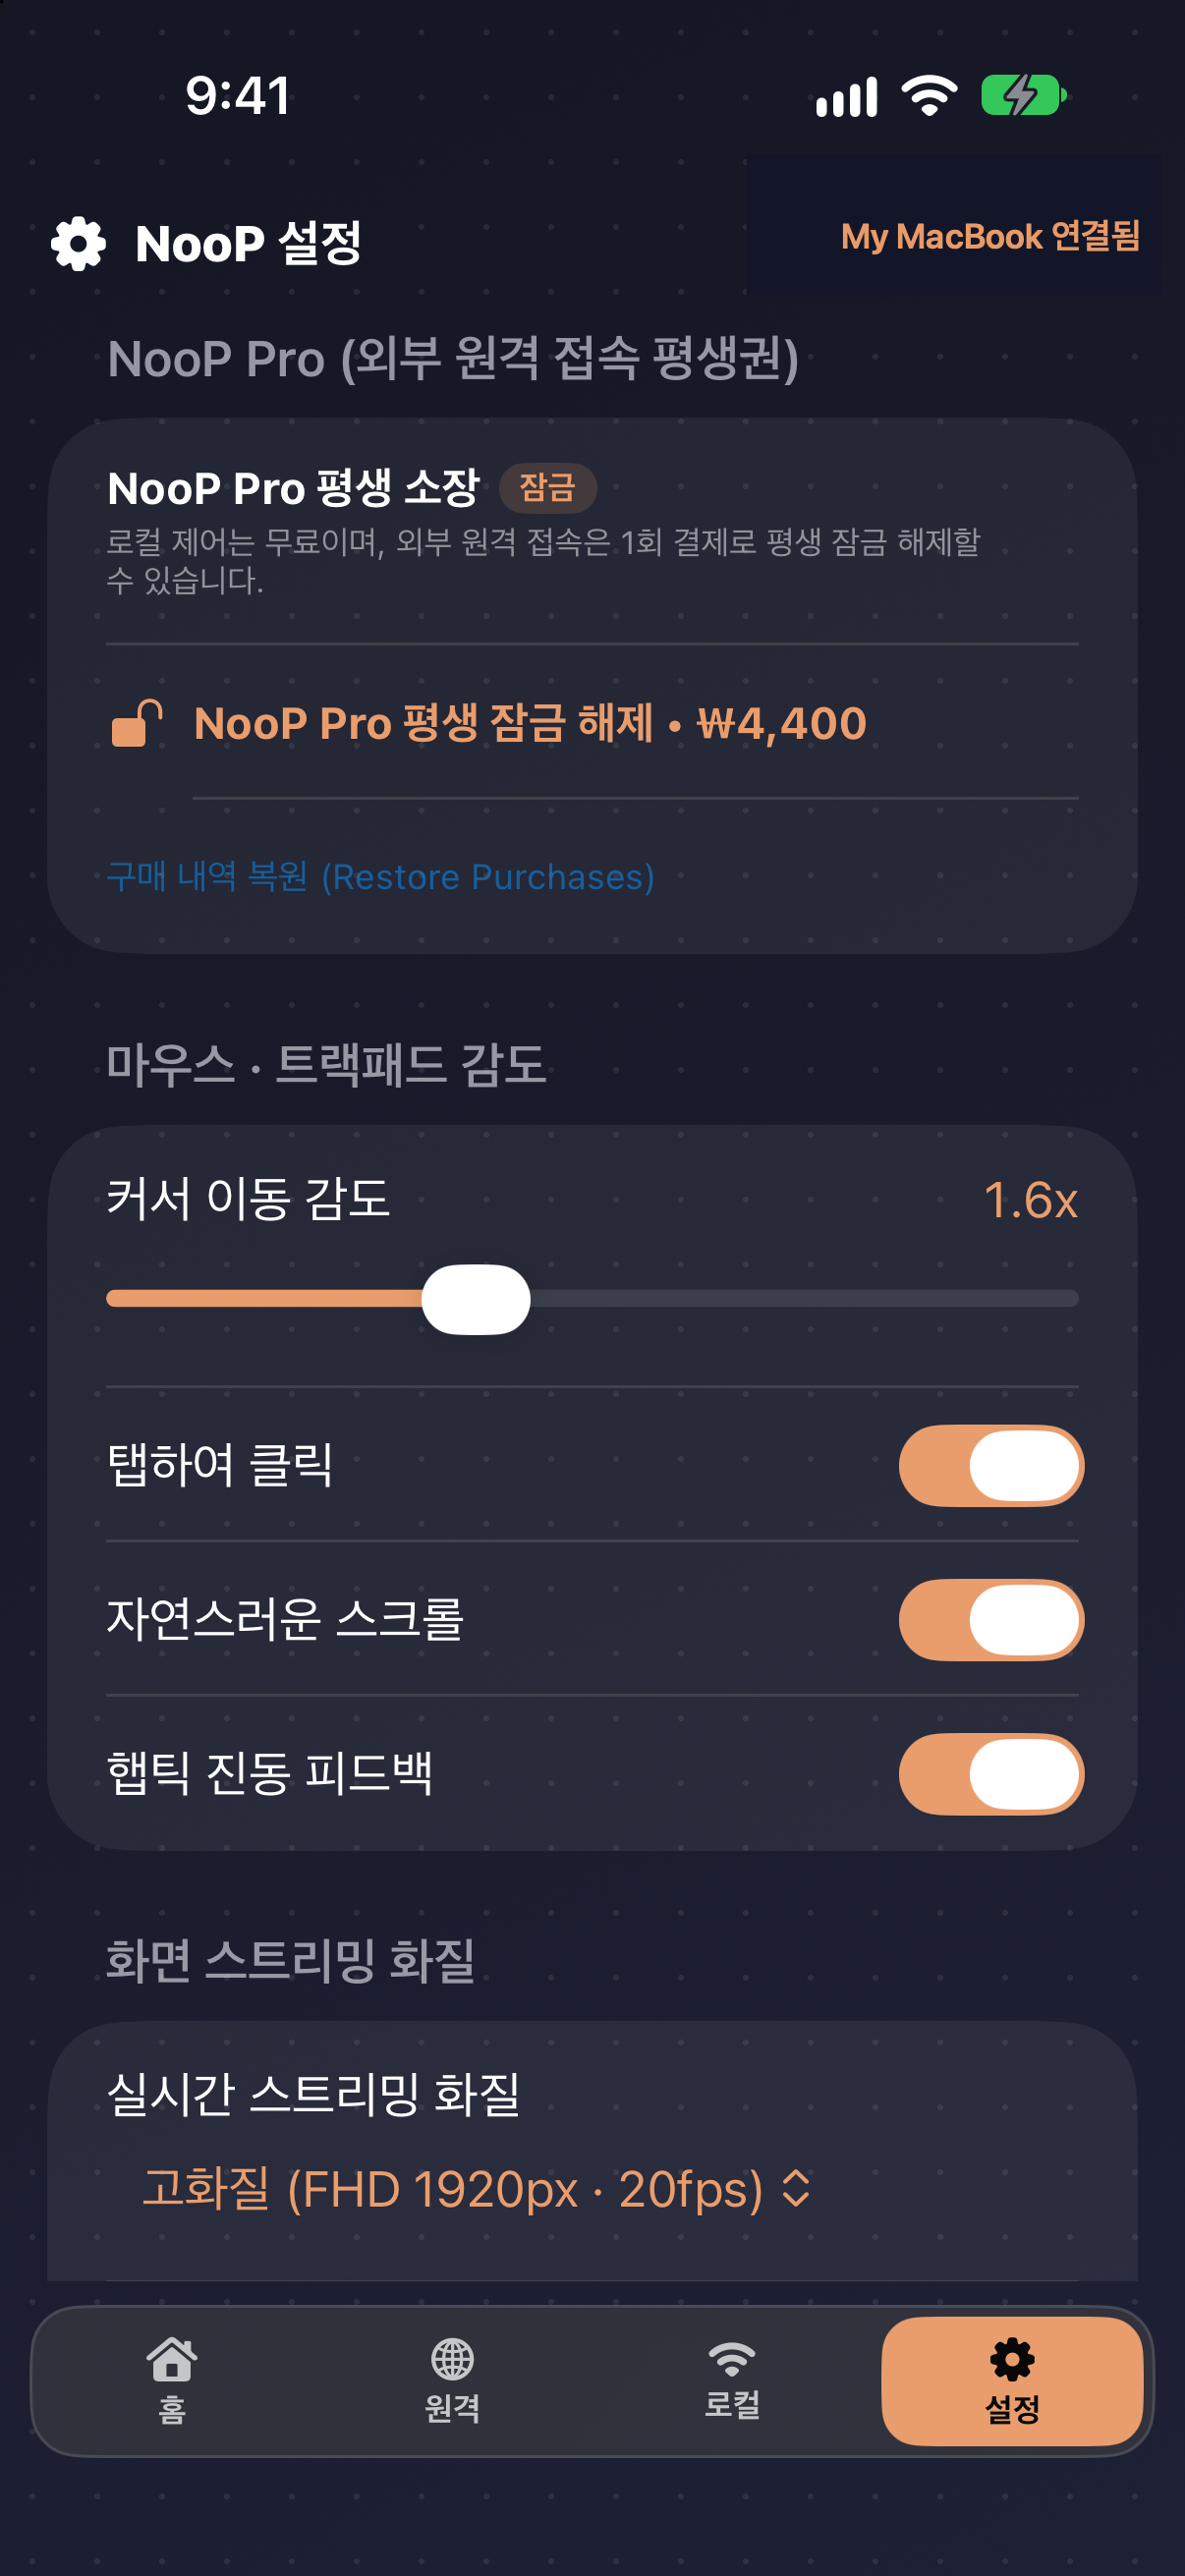 9:41
NooP 설정
My MacBook 연결됨
NooP Pro (외부 원격 접속 평생권)
NooP Pro 평생 소장 잠금
로컬 제어는 무료이며, 외부 원격 접속은 1회 결제로 평생 잠금 해제할
수 있습니다.
NooP Pro 평생 잠금 해제 • ₩4,400
구매 내역 복원 (Restore Purchases)
마우스 · 트랙패드 감도
커서 이동 감도 1.6x
탭하여 클릭
자연스러운 스크롤
햅틱 진동 피드백
화면 스트리밍 화질
실시간 스트리밍 화질
고화질 (FHD 1920px · 20fps)
홈 원격 로컬 설정